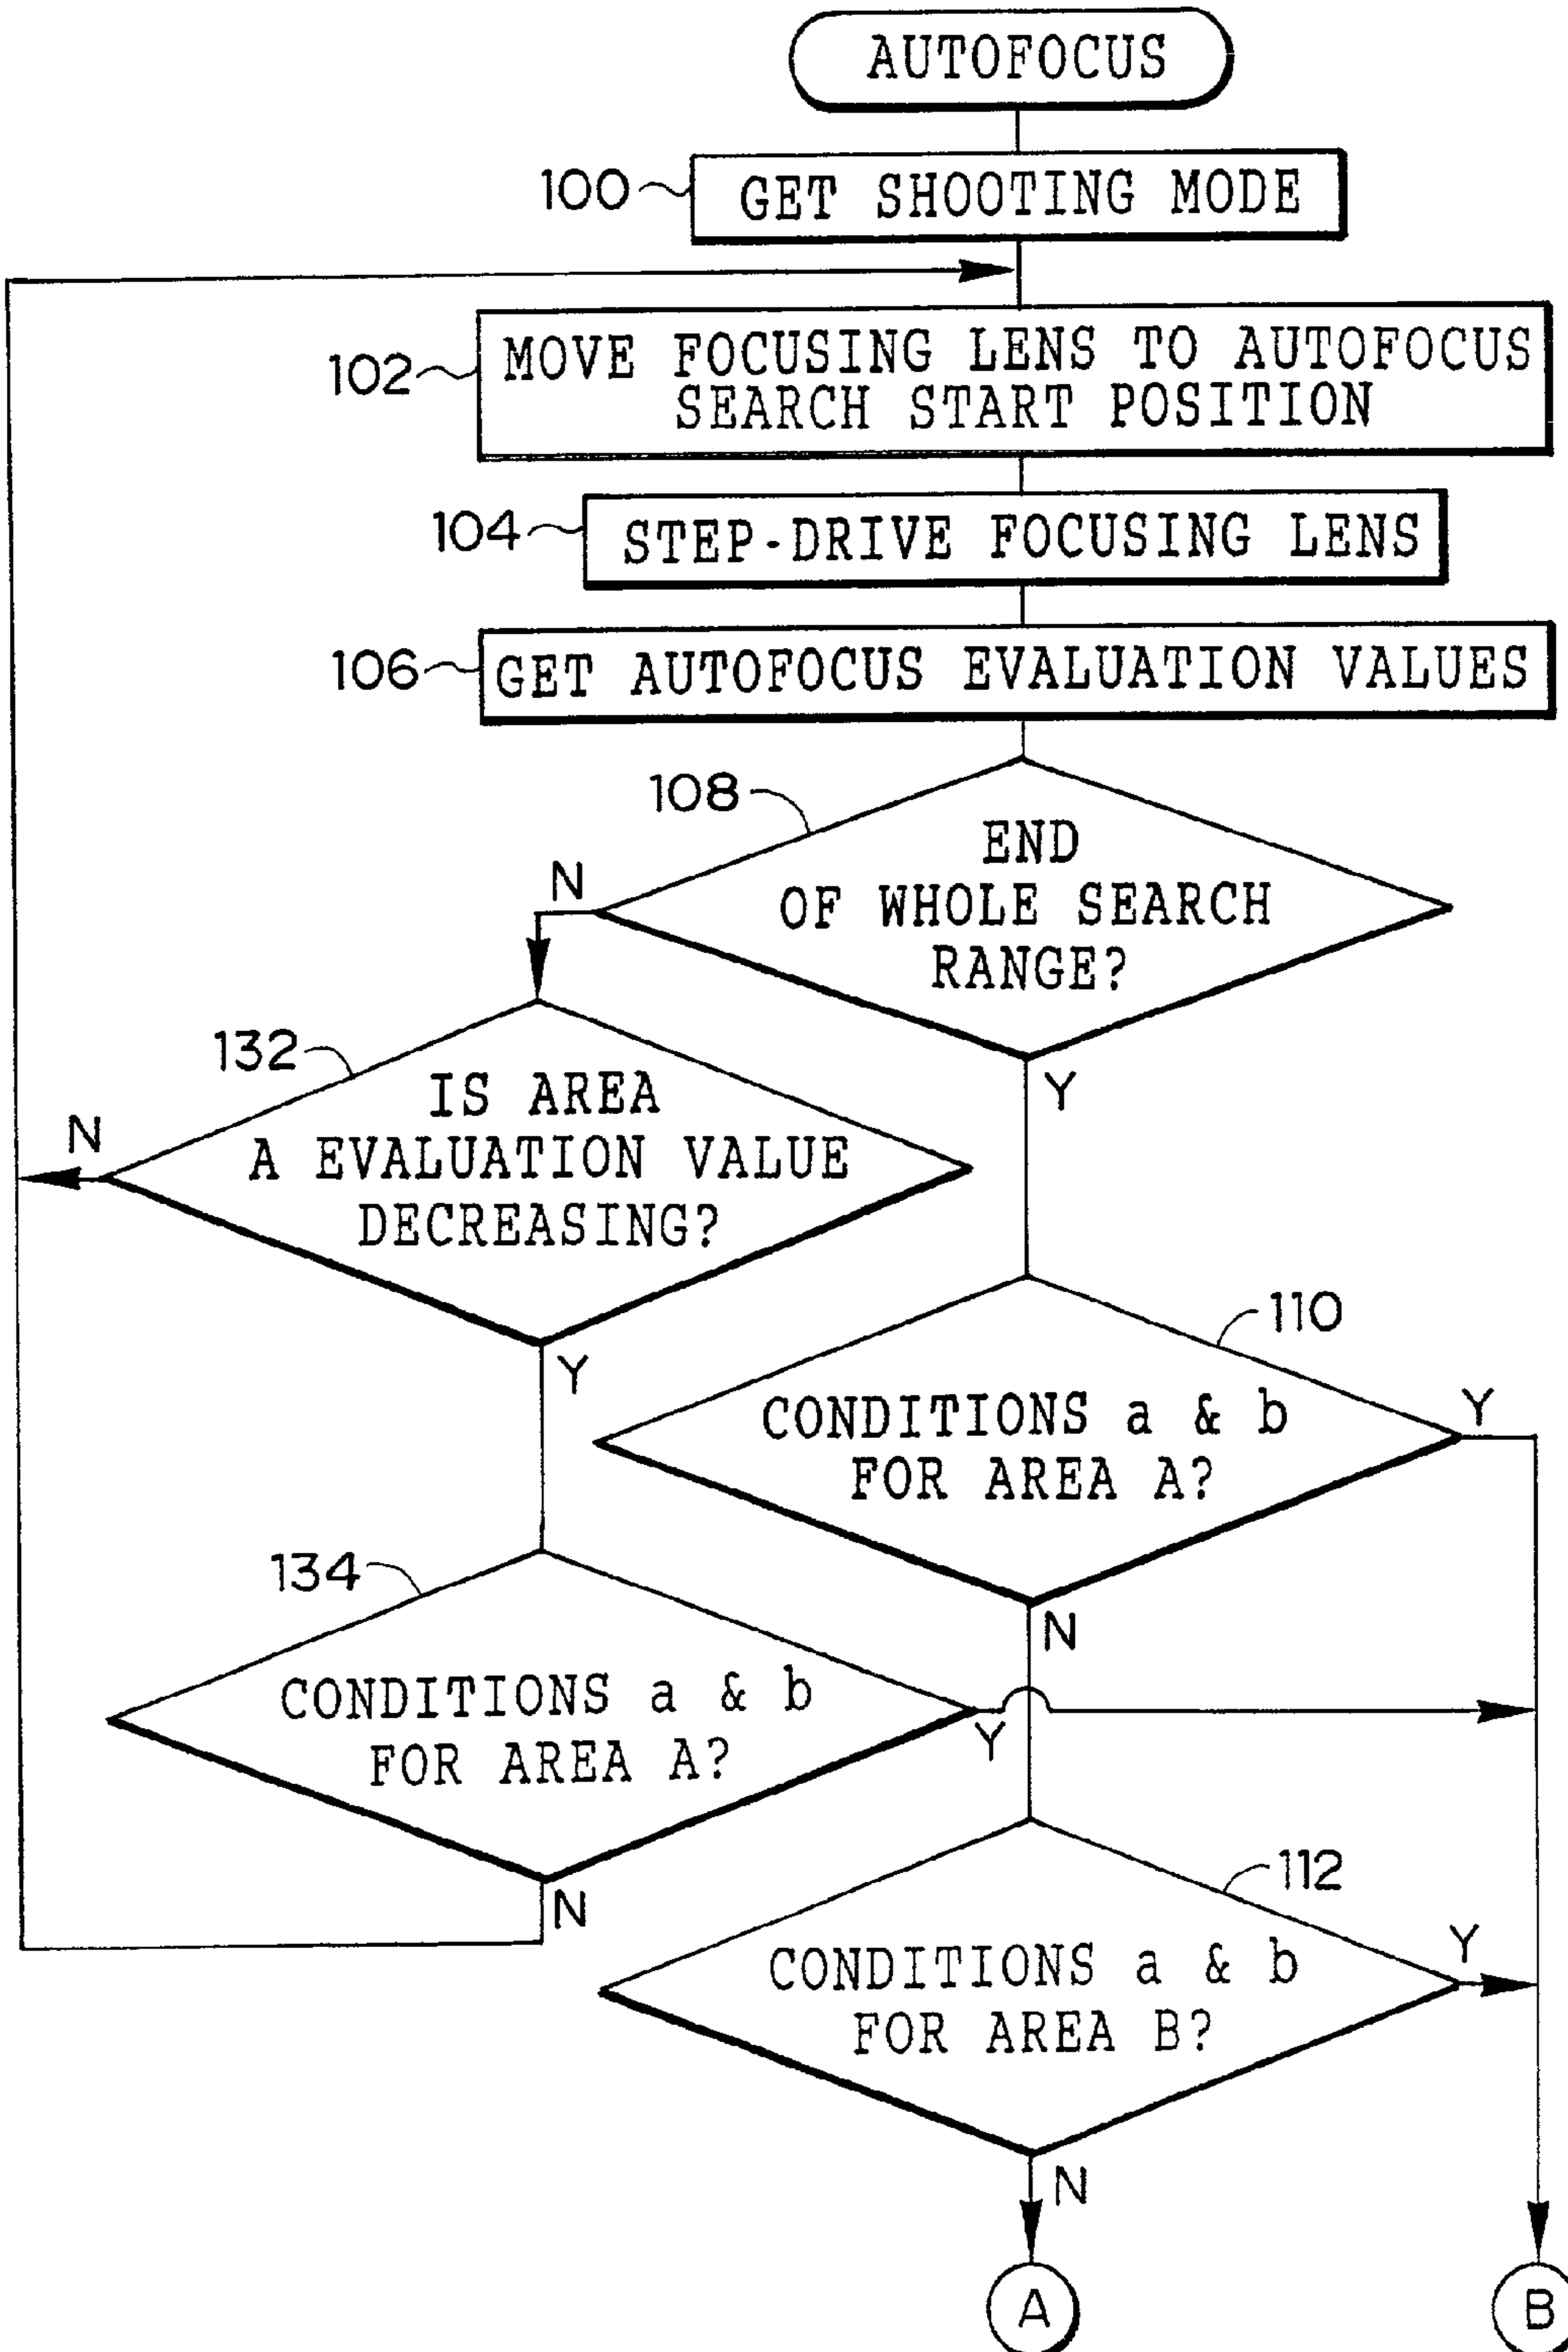 AUTOFOCUS
100
GET SHOOTING MODE
102
MOVE FOCUSING LENS TO AUTOFOCUS
SEARCH START POSITION
104
STEP-DRIVE FOCUSING LENS
106
GET AUTOFOCUS EVALUATION VALUES
108
END
OF WHOLE SEARCH
RANGE?
N
Y
132
IS AREA
A EVALUATION VALUE
DECREASING?
N
Y
110
CONDITIONS a & b
FOR AREA A?
Y
N
134
CONDITIONS a & b
FOR AREA A?
Y
N
112
CONDITIONS a & b
FOR AREA B?
Y
N
A
B